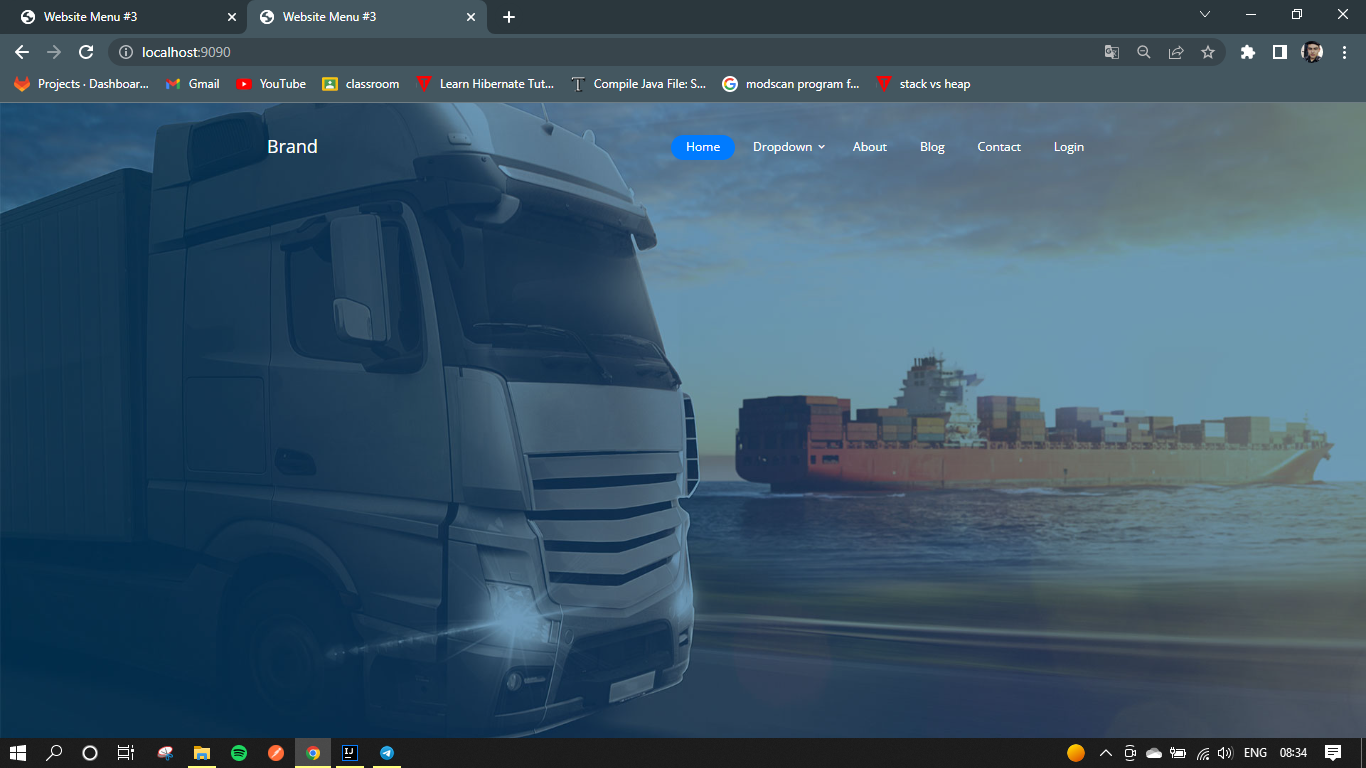 Website Menu #3
Website Menu #3
localhost:9090
Projects · Dashboar...
Gmail
YouTube
classroom
Learn Hibernate Tut...
Compile Java File: S...
modscan program f...
stack vs heap
Brand
Home
Dropdown
About
Blog
Contact
Login
ENG
08:34